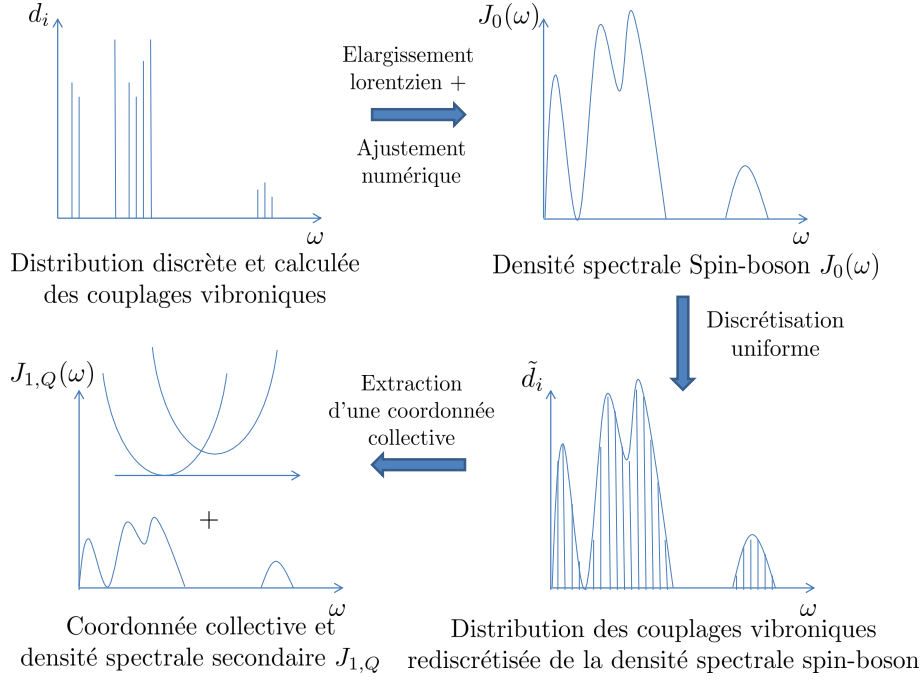 d_i
ω
Distribution discrète et calculée
des couplages vibroniques
Elargissement
lorentzien +
Ajustement
numérique
J_0(ω)
ω
Densité spectrale Spin-boson J_0(ω)
Discrétisation
uniforme
d̃_i
ω
Distribution des couplages vibroniques
rediscrétisée de la densité spectrale spin-boson
Extraction
d'une coordonnée
collective
J_{1,Q}(ω)
+
ω
Coordonnée collective et
densité spectrale secondaire J_{1,Q}